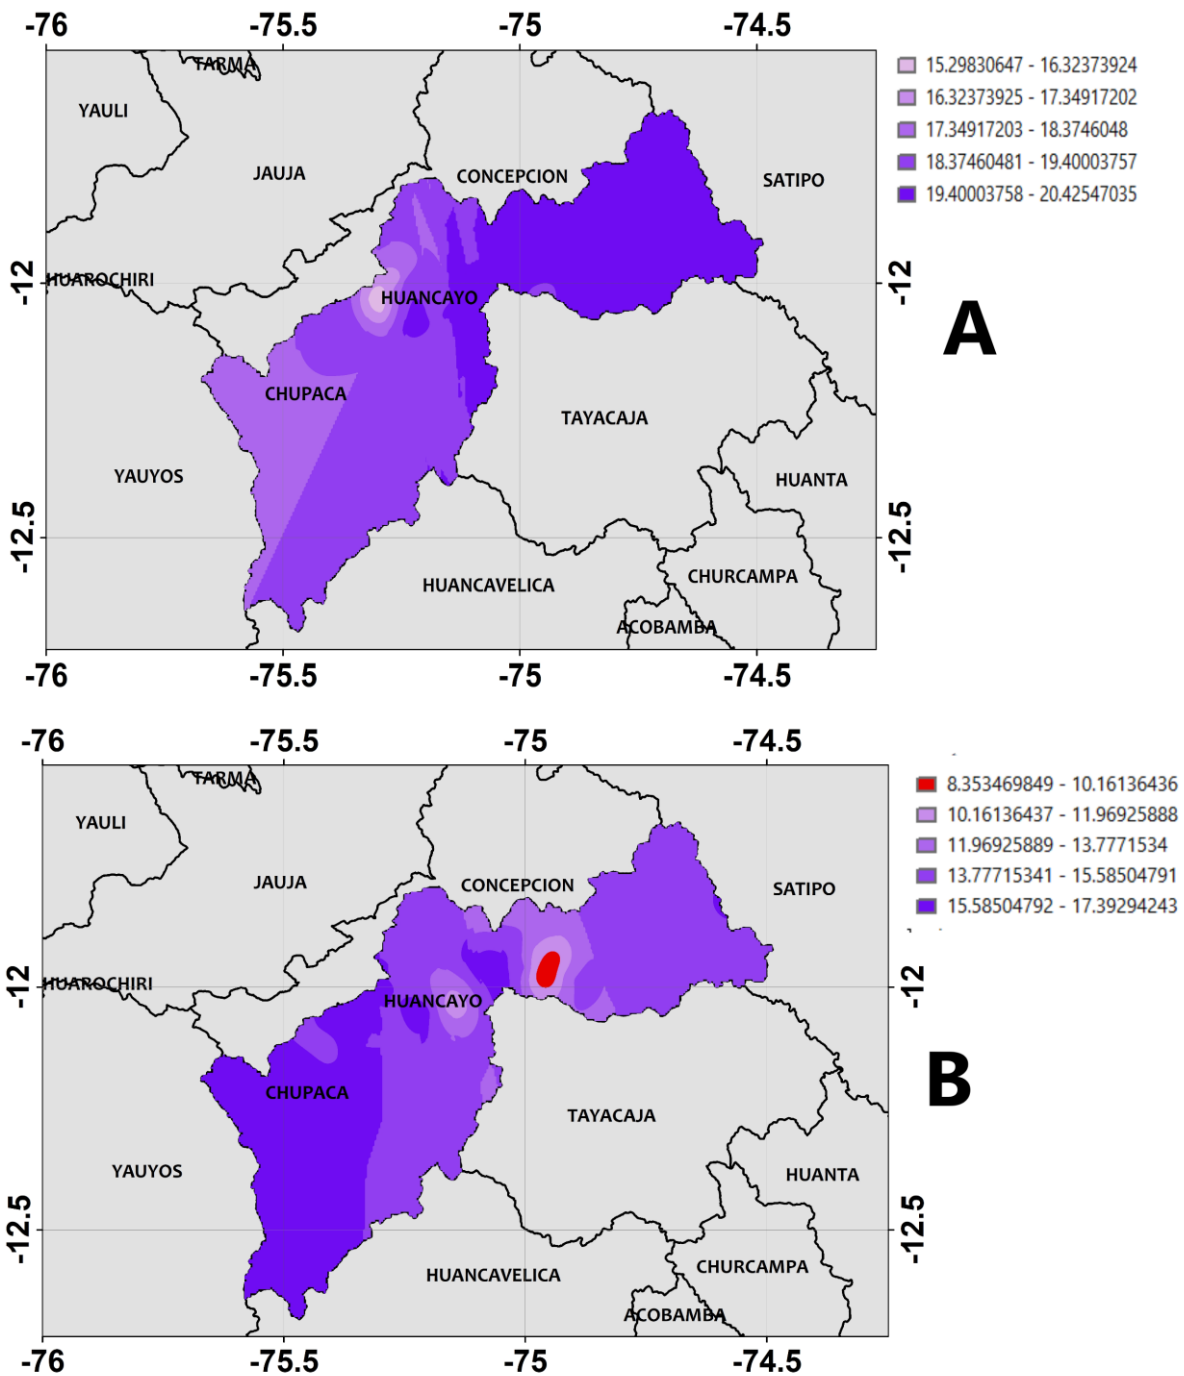 -76 -75.5 -75 -74.5
TARMA
YAULI
JAUJA
CONCEPCION
SATIPO
HUAROCHIRI
-12 -12
HUANCAYO
CHUPACA
TAYACAJA
YAUYOS
HUANTA
-12.5 -12.5
HUANCAVELICA
CHURCAMPA
ACOBAMBA
-76 -75.5 -75 -74.5
15.29830647 - 16.32373924
16.32373925 - 17.34917202
17.34917203 - 18.3746048
18.37460481 - 19.40003757
19.40003758 - 20.42547035
A
-76 -75.5 -75 -74.5
TARMA
YAULI
JAUJA
CONCEPCION
SATIPO
HUAROCHIRI
-12 -12
HUANCAYO
CHUPACA
TAYACAJA
YAUYOS
HUANTA
-12.5 -12.5
HUANCAVELICA
CHURCAMPA
ACOBAMBA
-76 -75.5 -75 -74.5
8.353469849 - 10.16136436
10.16136437 - 11.96925888
11.96925889 - 13.7771534
13.77715341 - 15.58504791
15.58504792 - 17.39294243
B